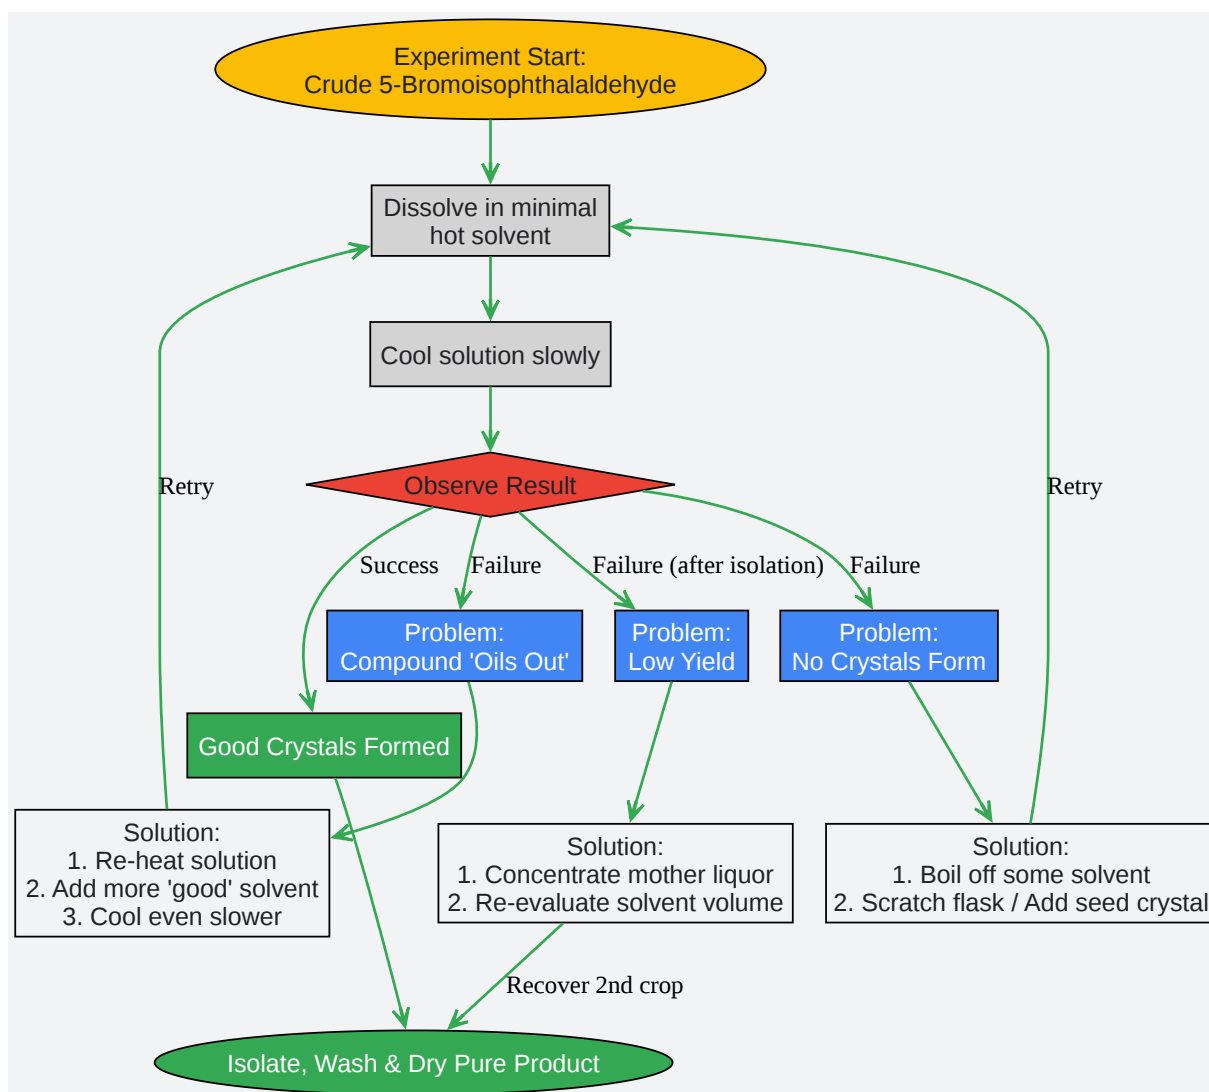 Experiment Start:
Crude 5-Bromoisophthalaldehyde
Dissolve in minimal
hot solvent
Cool solution slowly
Observe Result
Retry
Retry
Success
Failure
Failure (after isolation)
Failure
Problem:
Compound 'Oils Out'
Problem:
Low Yield
Problem:
No Crystals Form
Good Crystals Formed
Solution:
1. Re-heat solution
2. Add more 'good' solvent
3. Cool even slower
Solution:
1. Concentrate mother liquor
2. Re-evaluate solvent volume
Solution:
1. Boil off some solvent
2. Scratch flask / Add seed crystal
Recover 2nd crop
Isolate, Wash & Dry Pure Product